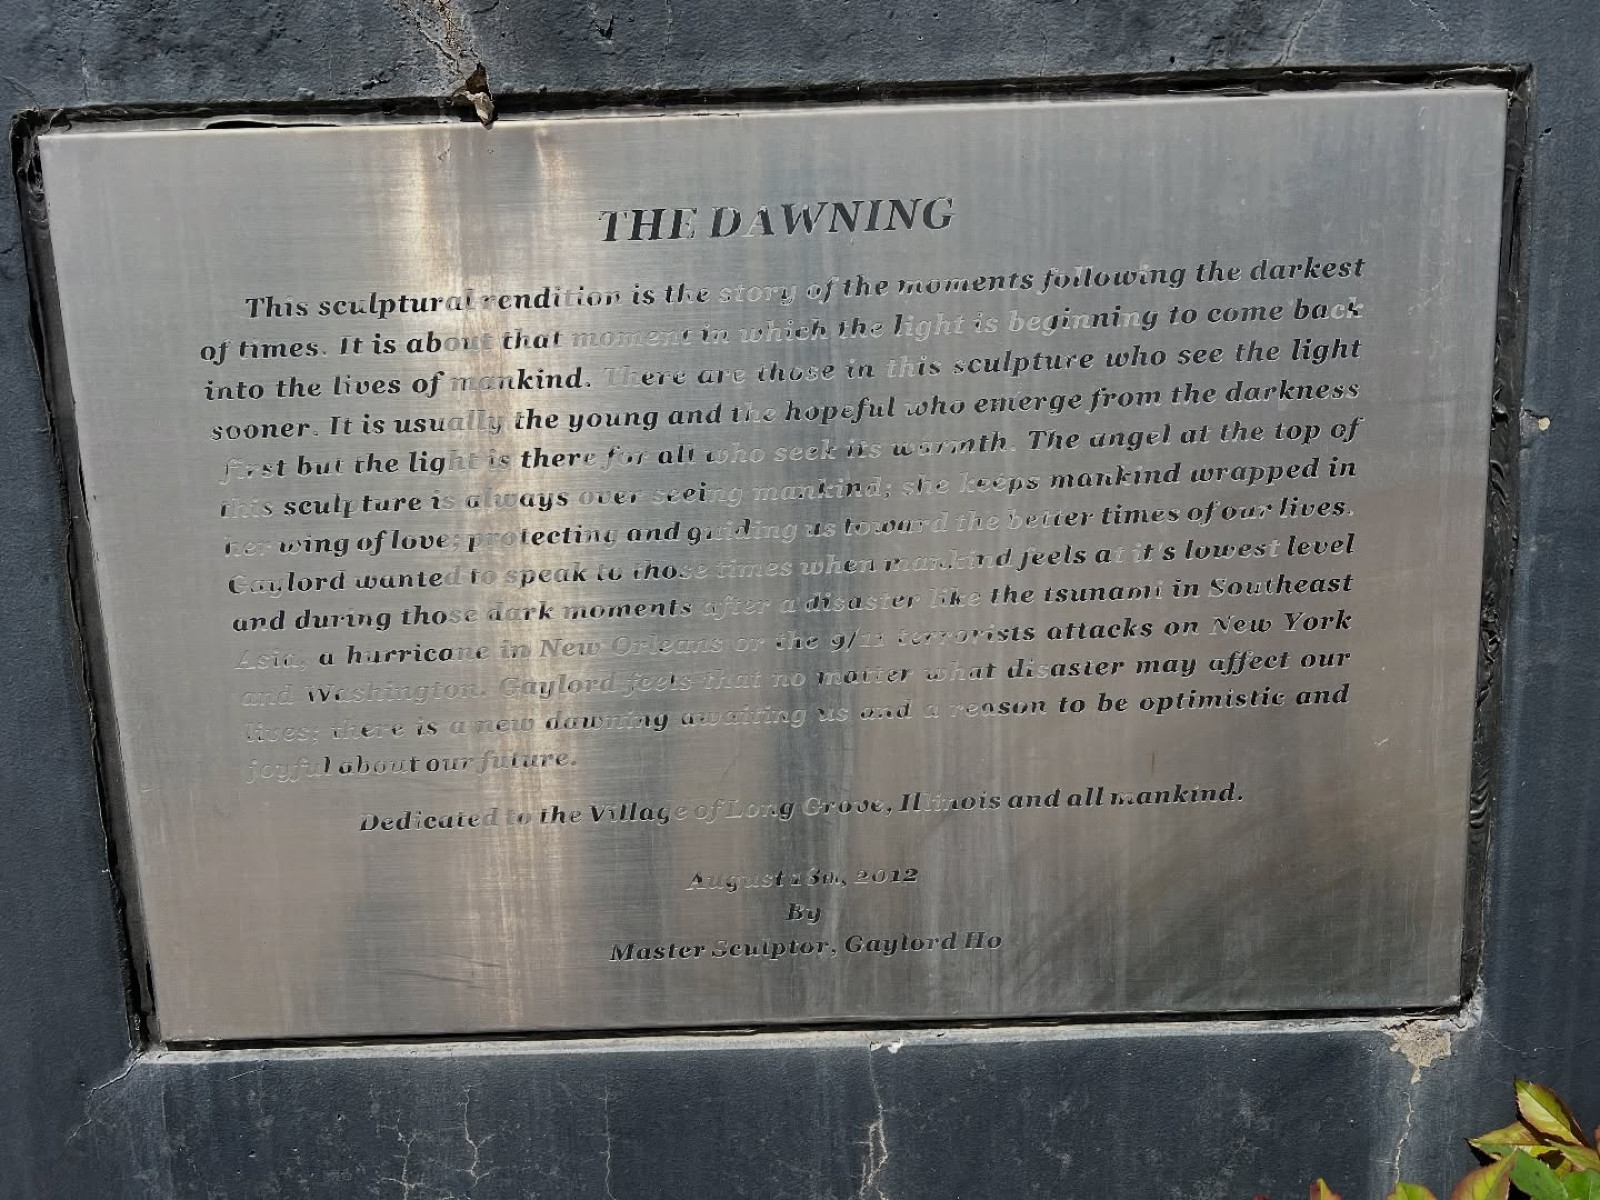 THE DAWNING
This sculptural rendition is the story of the moments following the darkest
of times. It is about that moment in which the light is beginning to come back
into the lives of mankind. There are those in this sculpture who see the light
sooner. It is usually the young and the hopeful who emerge from the darkness
first but the light is there for all who seek its warmth. The angel at the top of
this sculpture is always over seeing mankind; she keeps mankind wrapped in
her wing of love; protecting and guiding us toward the better times of our lives.
Gaylord wanted to speak to those times when mankind feels at it's lowest level
and during those dark moments after a disaster like the tsunami in Southeast
Asia, a hurricane in New Orleans or the 9/11 terrorists attacks on New York
and Washington. Gaylord feels that no matter what disaster may affect our
lives; there is a new dawning awaiting us and a reason to be optimistic and
joyful about our future.
Dedicated to the Village of Long Grove, Illinois and all mankind.
August 2012
By
Master Sculptor, Gaylord Ho